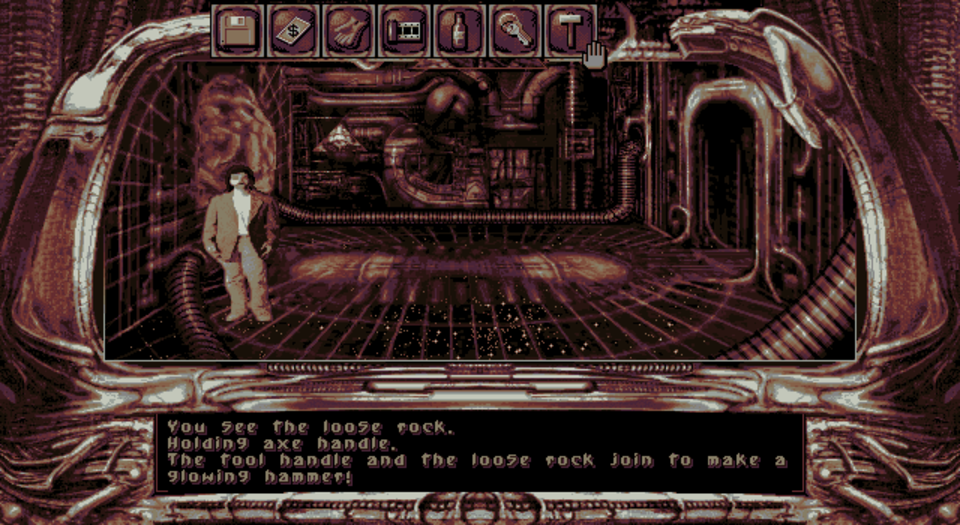 $
You see the loose rock.
Holding axe handle.
The tool handle and the loose rock join to make a
glowing hammer!